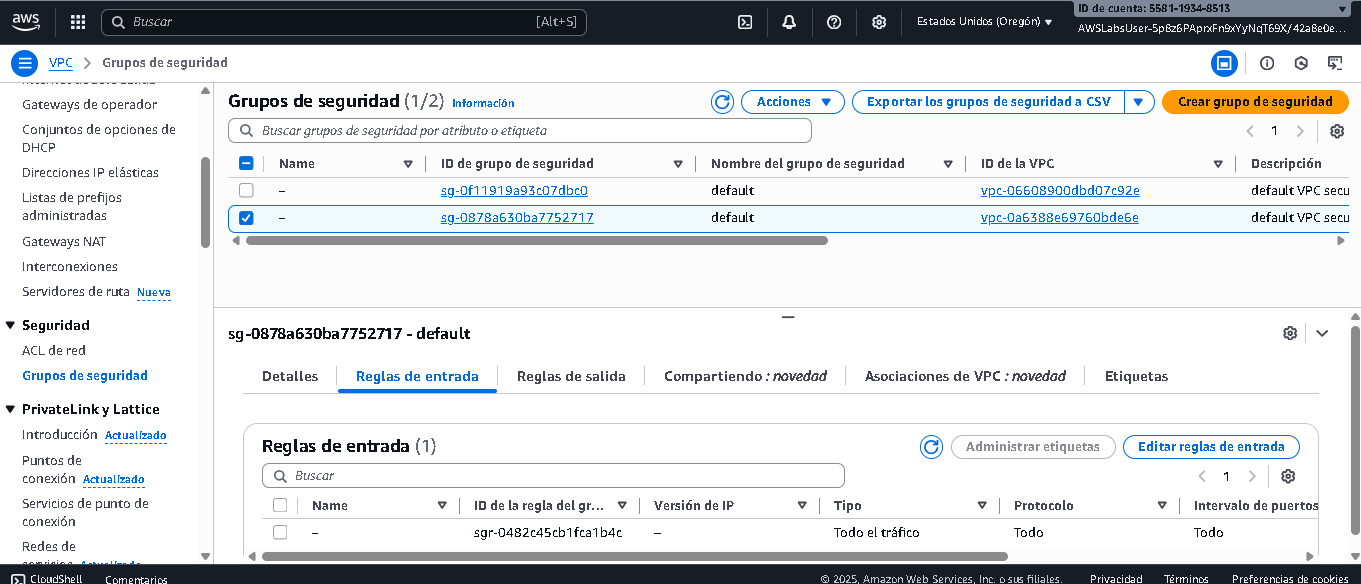 aws
Buscar
[Alt+S]
Estados Unidos (Oregón)
ID de cuenta: 5581-1934-8513
AWSLabsUser-5p8z6PAprxFn9xYyNqT69X/42a8e0e...
VPC
Grupos de seguridad
Gateways de operador
Conjuntos de opciones de
DHCP
Direcciones IP elásticas
Listas de prefijos
administradas
Gateways NAT
Interconexiones
Servidores de ruta Nueva
Seguridad
ACL de red
Grupos de seguridad
PrivateLink y Lattice
Introducción Actualizado
Puntos de
conexión Actualizado
Servicios de punto de
conexión
Redes de
servicios Actualizado
Grupos de seguridad (1/2) Información
Acciones
Exportar los grupos de seguridad a CSV
Crear grupo de seguridad
Buscar grupos de seguridad por atributo o etiqueta
1
Name ID de grupo de seguridad Nombre del grupo de seguridad ID de la VPC Descripción
– sg-0f11919a93c07dbc0 default vpc-06608900dbd07c92e default VPC secu
– sg-0878a630ba7752717 default vpc-0a6388e69760bde6e default VPC secu
sg-0878a630ba7752717 - default
Detalles Reglas de entrada Reglas de salida Compartiendo : novedad Asociaciones de VPC : novedad Etiquetas
Reglas de entrada (1)
Administrar etiquetas
Editar reglas de entrada
Buscar
1
Name ID de la regla del gr... Versión de IP Tipo Protocolo Intervalo de puertos
– sgr-0482c45cb1fca1b4c – Todo el tráfico Todo Todo
CloudShell Comentarios © 2025, Amazon Web Services, Inc. o sus filiales. Privacidad Términos Preferencias de cookies